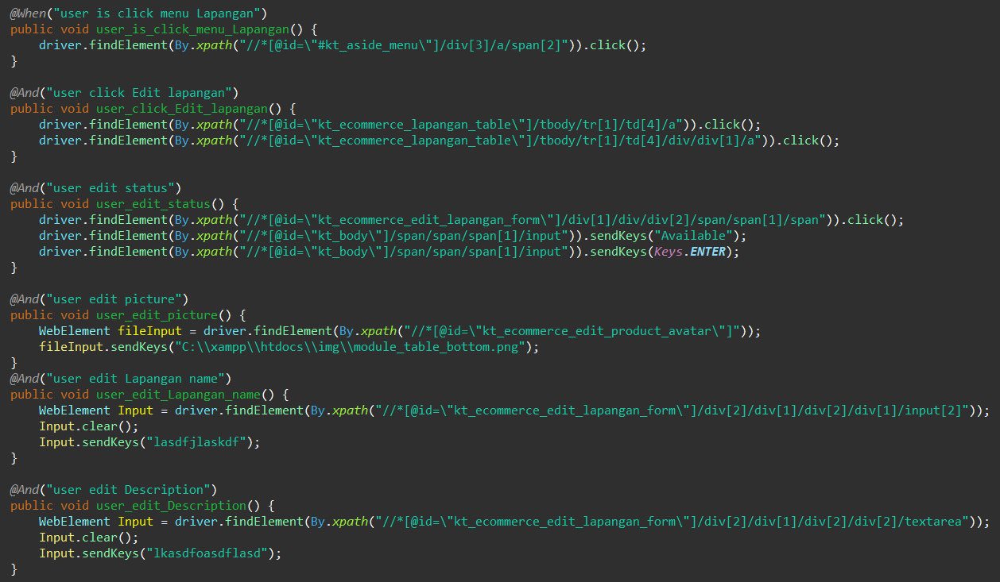 @When("user is click menu Lapangan")
public void user_is_click_menu_Lapangan() {
    driver.findElement(By.xpath("//*[@id=\"#kt_aside_menu\"]/div[3]/a/span[2]")).click();
}

@And("user click Edit lapangan")
public void user_click_Edit_lapangan() {
    driver.findElement(By.xpath("//*[@id=\"kt_ecommerce_lapangan_table\"]/tbody/tr[1]/td[4]/a")).click();
    driver.findElement(By.xpath("//*[@id=\"kt_ecommerce_lapangan_table\"]/tbody/tr[1]/td[4]/div/div[1]/a")).click();
}

@And("user edit status")
public void user_edit_status() {
    driver.findElement(By.xpath("//*[@id=\"kt_ecommerce_edit_lapangan_form\"]/div[1]/div/div[2]/span/span[1]/span")).click();
    driver.findElement(By.xpath("//*[@id=\"kt_body\"]/span/span/span[1]/input")).sendKeys("Available");
    driver.findElement(By.xpath("//*[@id=\"kt_body\"]/span/span/span[1]/input")).sendKeys(Keys.ENTER);
}

@And("user edit picture")
public void user_edit_picture() {
    WebElement fileInput = driver.findElement(By.xpath("//*[@id=\"kt_ecommerce_edit_product_avatar\"]"));
    fileInput.sendKeys("C:\\xampp\\htdocs\\img\\module_table_bottom.png");
}
@And("user edit Lapangan name")
public void user_edit_Lapangan_name() {
    WebElement Input = driver.findElement(By.xpath("//*[@id=\"kt_ecommerce_edit_lapangan_form\"]/div[2]/div[1]/div[2]/div[1]/input[2]"));
    Input.clear();
    Input.sendKeys("lasdfjlaskdf");
}

@And("user edit Description")
public void user_edit_Description() {
    WebElement Input = driver.findElement(By.xpath("//*[@id=\"kt_ecommerce_edit_lapangan_form\"]/div[2]/div[1]/div[2]/div[2]/textarea"));
    Input.clear();
    Input.sendKeys("lkasdfoasdflasd");
}